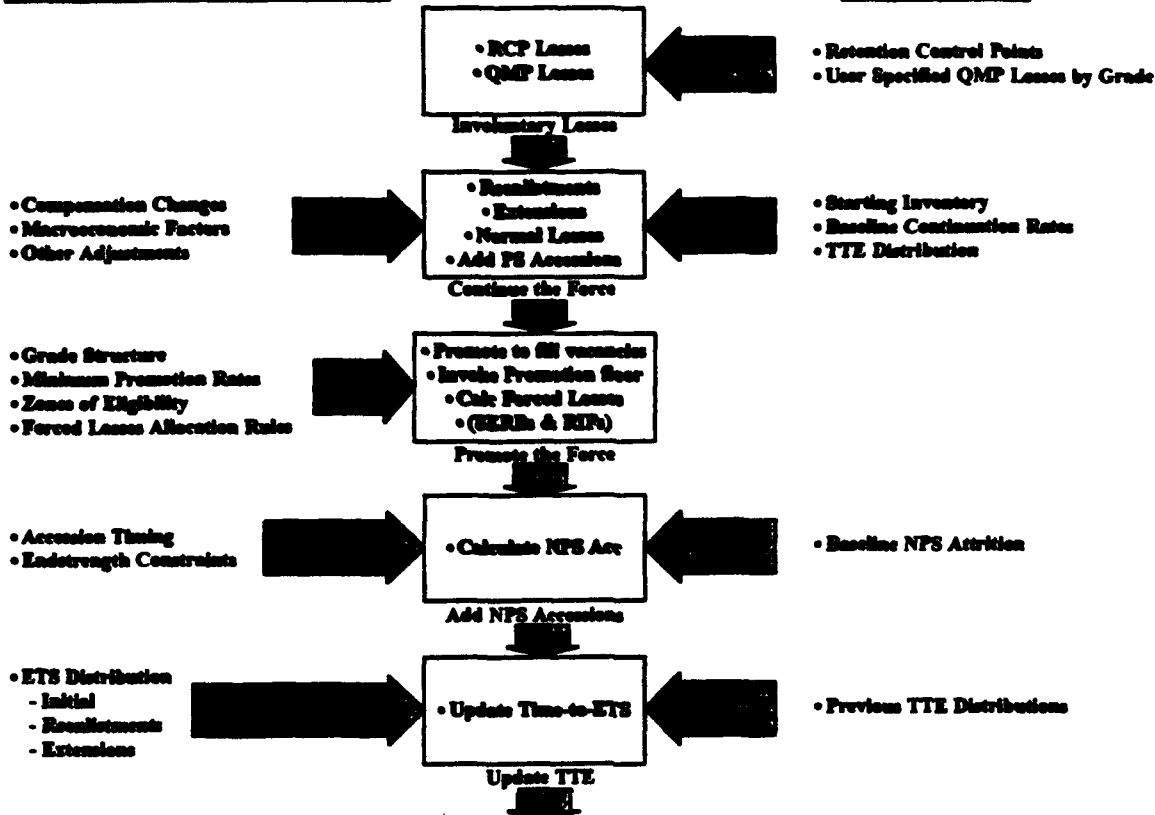 • RCP Losses
• QMP Losses
• Retention Control Points
• User Specified QMP Losses by Grade
Involuntary Losses
• Compensation Changes
• Macroeconomic Factors
• Other Adjustments
• Reenlistments
• Extensions
• Normal Losses
• Add PS Accessions
• Starting Inventory
• Baseline Continuation Rates
• TTE Distribution
Continue the Force
• Grade Structure
• Minimum Promotion Rates
• Zones of Eligibility
• Forced Losses Allocation Rules
• Promote to fill vacancies
• Invoke Promotion floor
• Calc Forced Losses
• (SERBs & RIFs)
Promote the Force
• Accession Timing
• Endstrength Constraints
• Calculate NPS Acc
• Baseline NPS Attrition
Add NPS Accessions
• ETS Distribution
- Initial
- Reenlistments
- Extensions
• Update Time-to-ETS
• Previous TTE Distributions
Update TTE